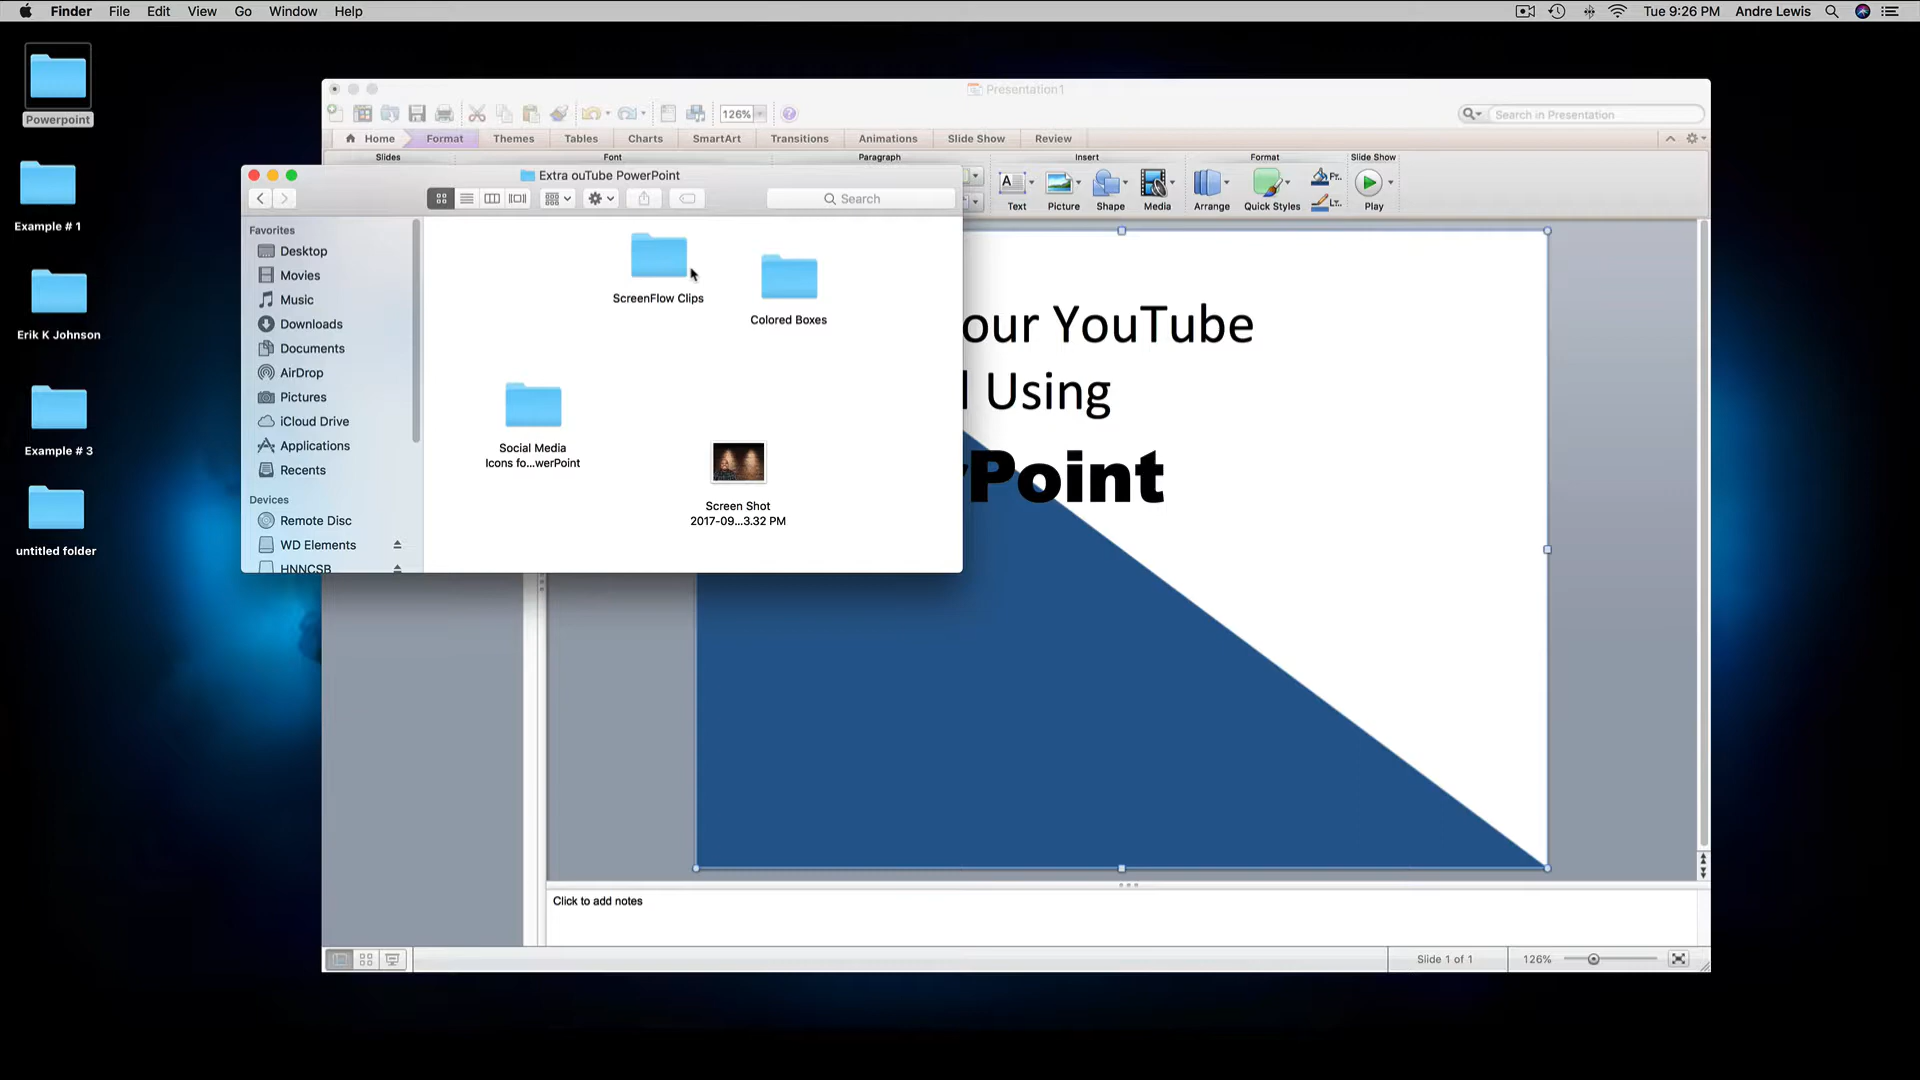 Finder File Edit View Go Window Help
Tue 9:26 PM Andre Lewis
Powerpoint
Example # 1
Erik K Johnson
Example # 3
untitled folder
Presentation1
126%
Search in Presentation
Home Format Themes Tables Charts SmartArt Transitions Animations Slide Show Review
Slides Font Paragraph Insert Format Slide Show
Text Picture Shape Media Arrange Quick Styles Play
Extra ouTube PowerPoint
Search
Favorites
Desktop
Movies
Music
Downloads
Documents
AirDrop
Pictures
iCloud Drive
Applications
Recents
Devices
Remote Disc
WD Elements
HNNCSB
ScreenFlow Clips
Colored Boxes
Social Media
Icons fo...werPoint
Screen Shot
2017-09...3.32 PM
our YouTube
Using
Point
Click to add notes
Slide 1 of 1
126%